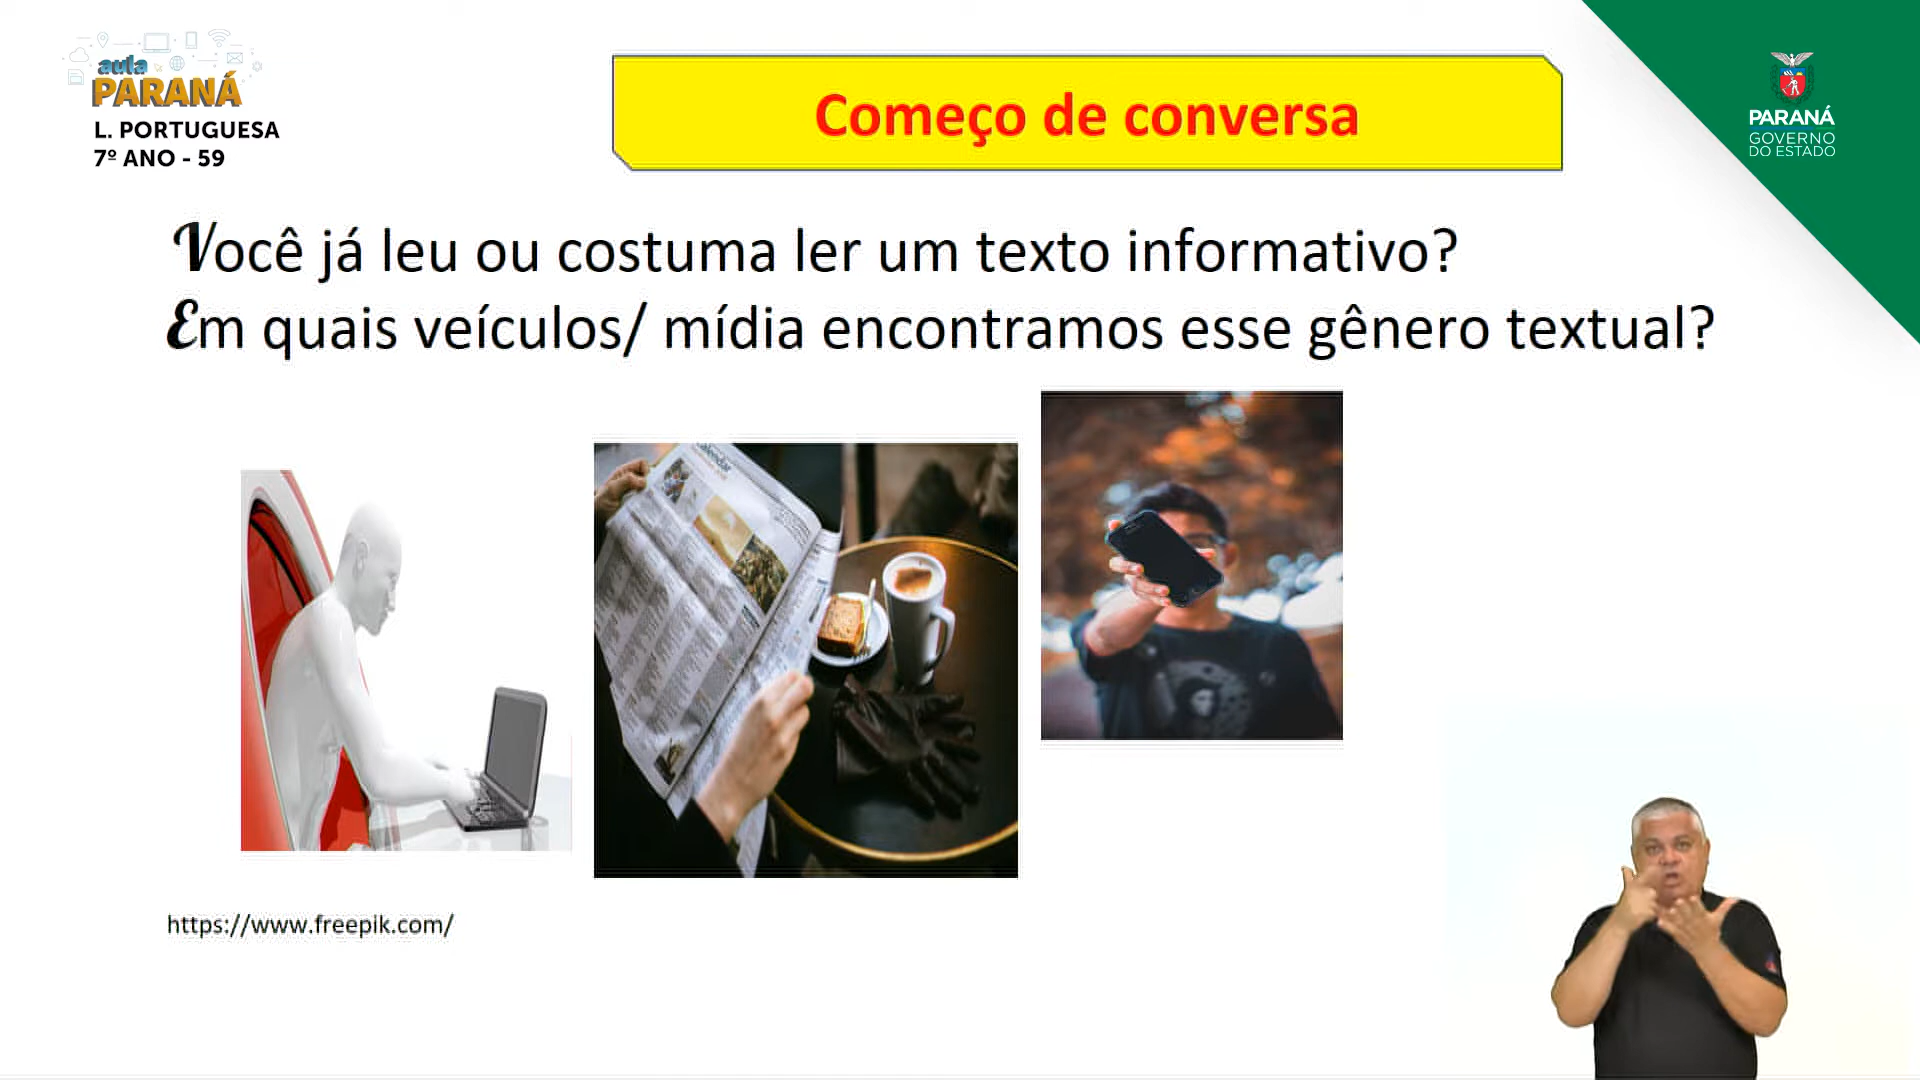 aula
PARANÁ
L. PORTUGUESA
7º ANO - 59
Começo de conversa
PARANÁ
GOVERNO
DO ESTADO
Você já leu ou costuma ler um texto informativo?
Em quais veículos/ mídia encontramos esse gênero textual?
Calendar
https://www.freepik.com/